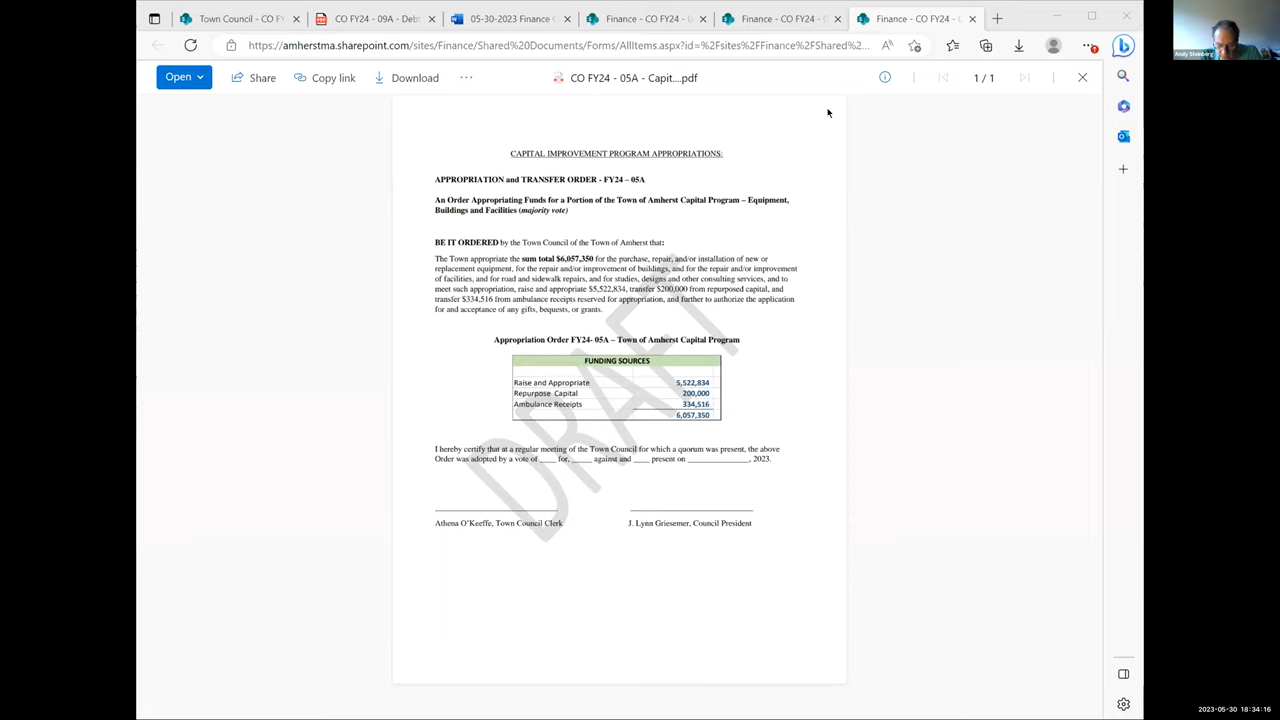 Town Council - CO F
CO FY24 - 09A - Deb
05-30-2023 Finance C
Finance - CO FY24 - D
Finance - CO FY24 - 0
Finance - CO FY24 - C
https://amherstma.sharepoint.com/sites/Finance/Shared%20Documents/Forms/AllItems.aspx?id=%2Fsites%2FFinance%2FShared%2...
Open Share Copy link Download ... CO FY24 - 05A - Capit....pdf 1 / 1
Andy Steinberg
CAPITAL IMPROVEMENT PROGRAM APPROPRIATIONS:
APPROPRIATION and TRANSFER ORDER - FY24 – 05A
An Order Appropriating Funds for a Portion of the Town of Amherst Capital Program – Equipment,
Buildings and Facilities (majority vote)
BE IT ORDERED by the Town Council of the Town of Amherst that:
The Town appropriate the sum total $6,057,350 for the purchase, repair, and/or installation of new or
replacement equipment, for the repair and/or improvement of buildings, and for the repair and/or improvement
of facilities, and for road and sidewalk repairs, and for studies, designs and other consulting services, and to
meet such appropriation, raise and appropriate $5,522,834, transfer $200,000 from repurposed capital, and
transfer $334,516 from ambulance receipts reserved for appropriation, and further to authorize the application
for and acceptance of any gifts, bequests, or grants.
Appropriation Order FY24- 05A – Town of Amherst Capital Program
FUNDING SOURCES
Raise and Appropriate 5,522,834
Repurpose Capital 200,000
Ambulance Receipts 334,516
6,057,350
I hereby certify that at a regular meeting of the Town Council for which a quorum was present, the above
Order was adopted by a vote of ____ for, _____ against and ____ present on _______________, 2023.
Athena O'Keeffe, Town Council Clerk J. Lynn Griesemer, Council President
DRAFT
2023-05-30 18:34:16